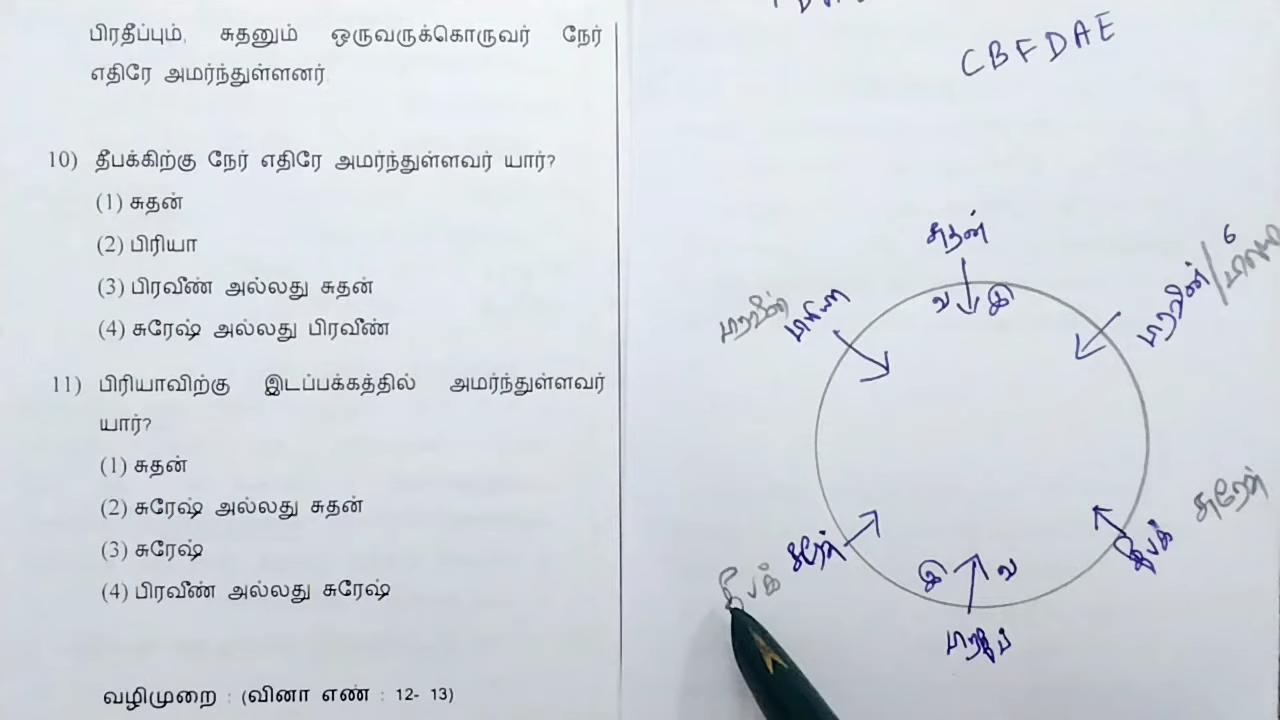 பிரதீப்பும், சுதனும் ஒருவருக்கொருவர் நேர்
எதிரே அமர்ந்துள்ளனர்
10) தீபக்கிற்கு நேர் எதிரே அமர்ந்துள்ளவர் யார்?
(1) சுதன்
(2) பிரியா
(3) பிரவீண் அல்லது சுதன்
(4) சுரேஷ் அல்லது பிரவீண்
11) பிரியாவிற்கு இடப்பக்கத்தில் அமர்ந்துள்ளவர்
யார்?
(1) சுதன்
(2) சுரேஷ் அல்லது சுதன்
(3) சுரேஷ்
(4) பிரவீண் அல்லது சுரேஷ்
வழிமுறை : (வினா எண் : 12- 13)
CBFDAE
சுதன்
வ இ
சுரேஷ்
தீபக்
இ வ
தீபக்
சுரேஷ்